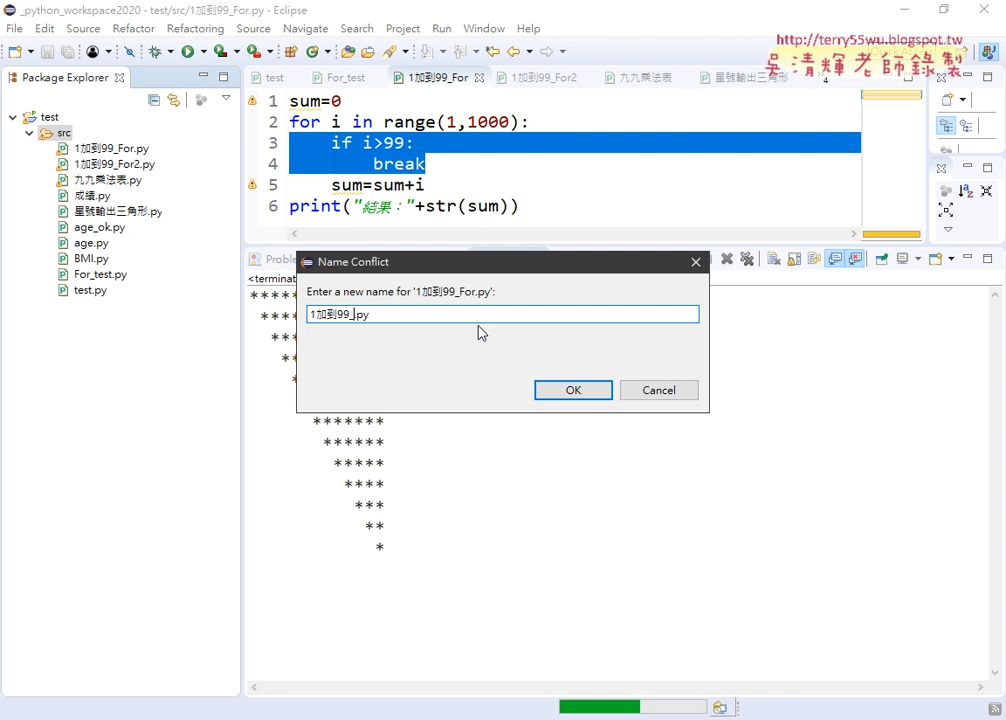 _python_workspace2020 - test/src/1加到99_For.py - Eclipse
File Edit Source Refactor Refactoring Source Navigate Search Project Run Window Help
http://terry55wu.blogspot.tw
吳清輝老師錄製
Package Explorer
test
src
1加到99_For.py
1加到99_For2.py
九九乘法表.py
成績.py
星號輸出三角形.py
age_ok.py
age.py
BMI.py
For_test.py
test.py
test For_test 1加到99_For 1加到99_For2 九九乘法表 星號輸出三角形 4
1 sum=0
2 for i in range(1,1000):
3 if i>99:
4 break
5 sum=sum+i
6 print("結果："+str(sum))
Proble
<terminat
Name Conflict
Enter a new name for '1加到99_For.py':
1加到99_.py
OK Cancel
*****
****
***
**
*
*******
******
*****
****
***
**
*